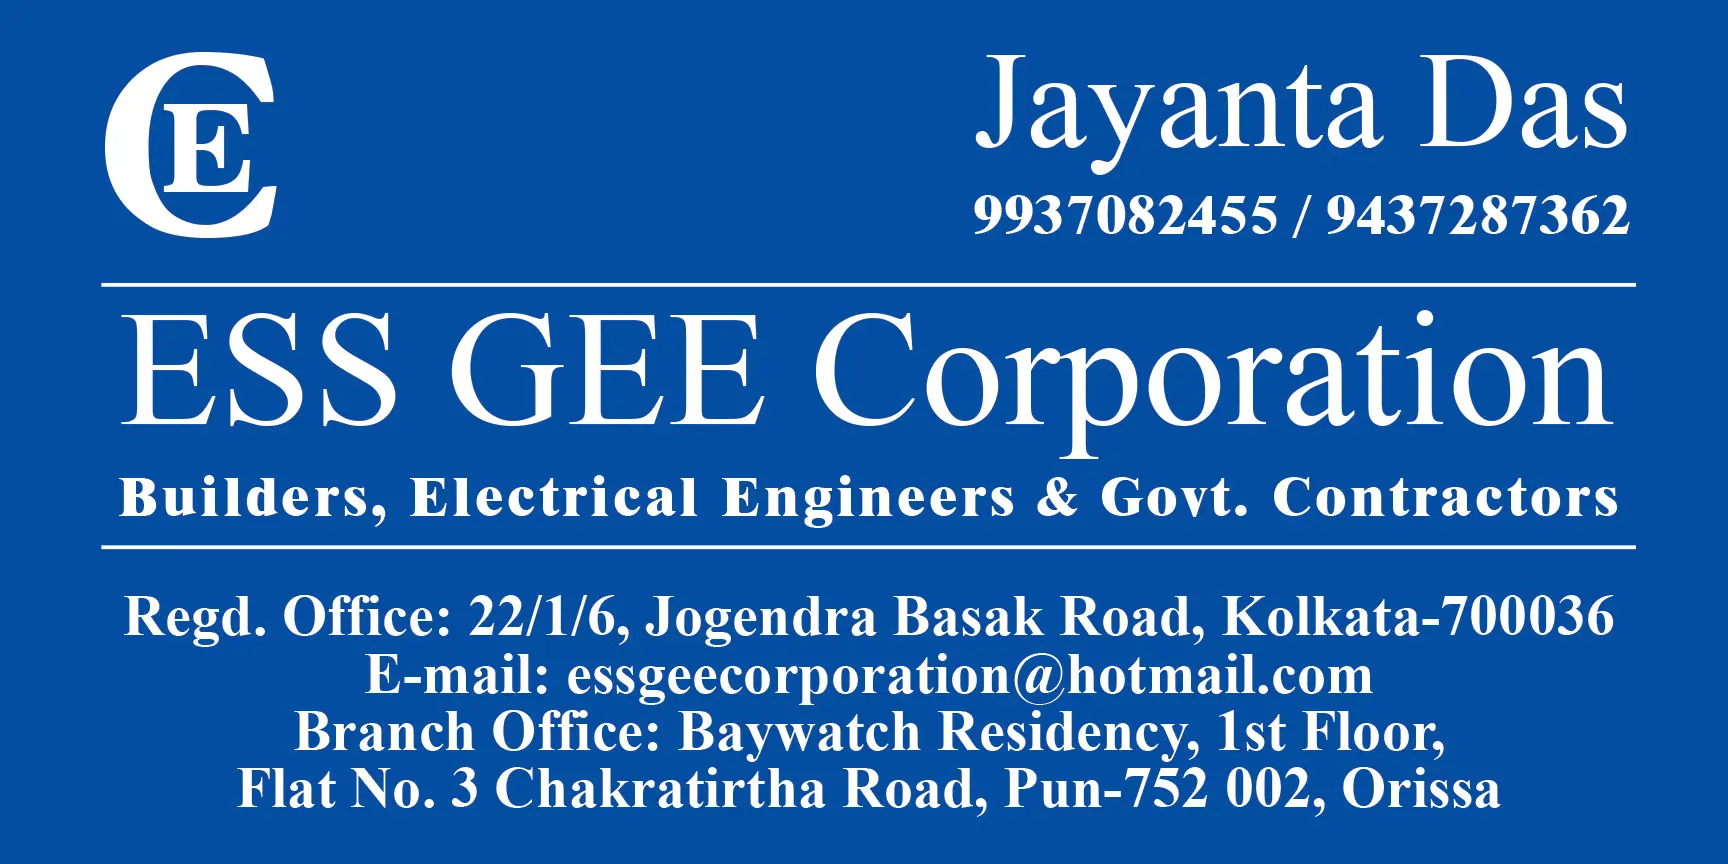 CE
Jayanta Das
9937082455 / 9437287362
ESS GEE Corporation
Builders, Electrical Engineers & Govt. Contractors
Regd. Office: 22/1/6, Jogendra Basak Road, Kolkata-700036
E-mail: essgeecorporation@hotmail.com
Branch Office: Baywatch Residency, 1st Floor,
Flat No. 3 Chakratirtha Road, Pun-752 002, Orissa